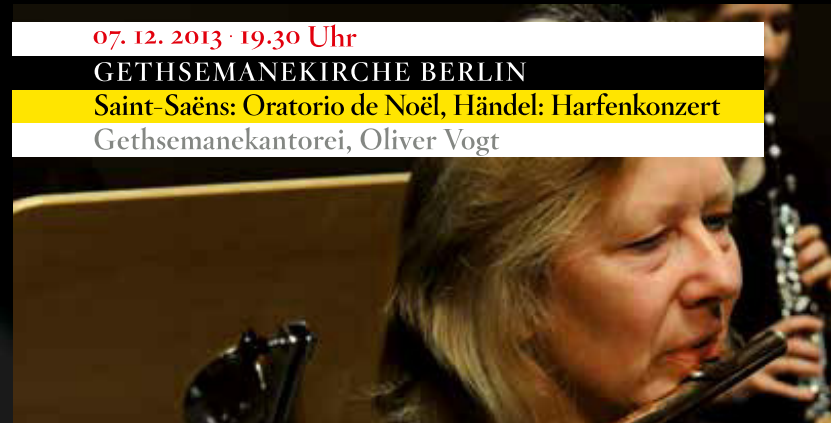 07. 12. 2013 · 19.30 Uhr
GETHSEMANEKIRCHE BERLIN
Saint-Saëns: Oratorio de Noël, Händel: Harfenkonzert
Gethsemanekantorei, Oliver Vogt